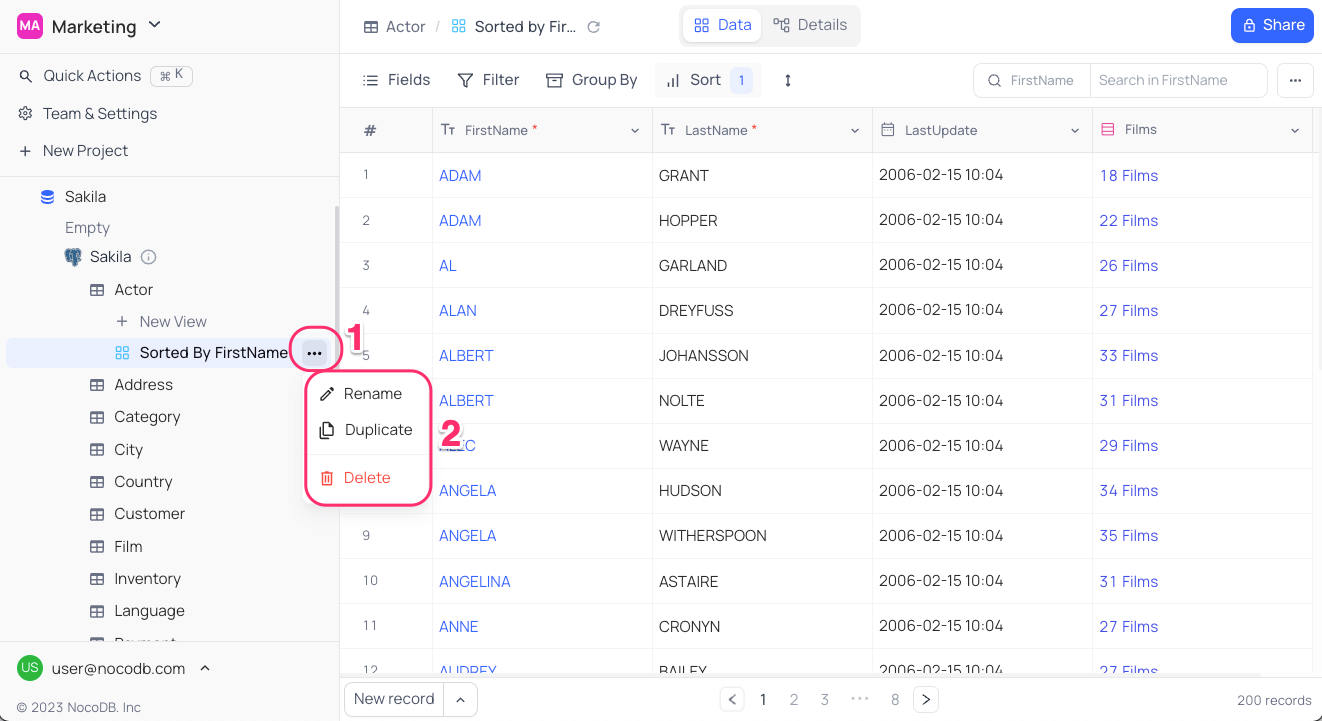 MA Marketing
Quick Actions ⌘ K
Team & Settings
+ New Project
Sakila
Empty
Sakila
Actor
+ New View
Sorted By FirstName ...
1
Address
Category
City
Country
Customer
Film
Inventory
Language
Payment
US user@nocodb.com
© 2023 NocoDB. Inc
Rename
Duplicate
Delete
2
Actor / Sorted by Fir...
Data
Details
Share
Fields
Filter
Group By
Sort 1
FirstName
Search in FirstName
...
# FirstName * LastName * LastUpdate Films
1 ADAM GRANT 2006-02-15 10:04 18 Films
2 ADAM HOPPER 2006-02-15 10:04 22 Films
3 AL GARLAND 2006-02-15 10:04 26 Films
4 ALAN DREYFUSS 2006-02-15 10:04 27 Films
5 ALBERT JOHANSSON 2006-02-15 10:04 33 Films
ALBERT NOLTE 2006-02-15 10:04 31 Films
WAYNE 2006-02-15 10:04 29 Films
ANGELA HUDSON 2006-02-15 10:04 34 Films
9 ANGELA WITHERSPOON 2006-02-15 10:04 35 Films
10 ANGELINA ASTAIRE 2006-02-15 10:04 31 Films
11 ANNE CRONYN 2006-02-15 10:04 27 Films
12 AUDREY BAILEY 2006-02-15 10:04 27 Films
New record
< 1 2 3 ... 8 >
200 records